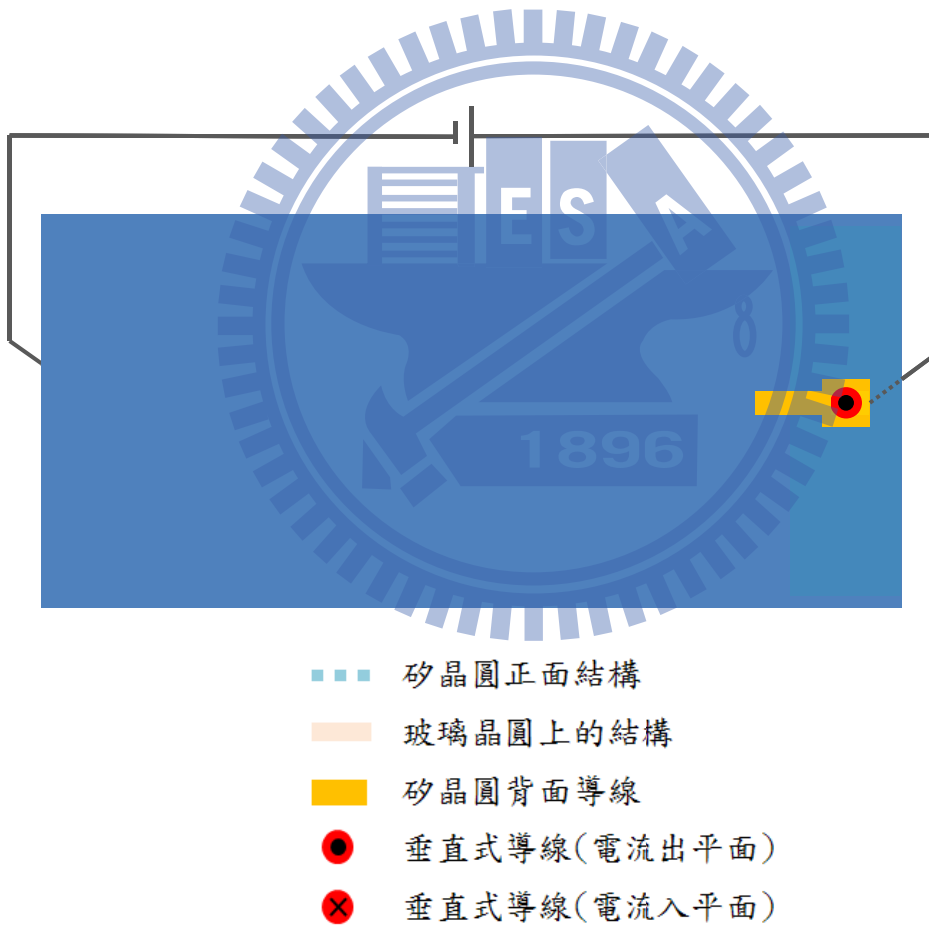 E S A
1896
矽晶圓正面結構
玻璃晶圓上的結構
矽晶圓背面導線
垂直式導線(電流出平面)
垂直式導線(電流入平面)